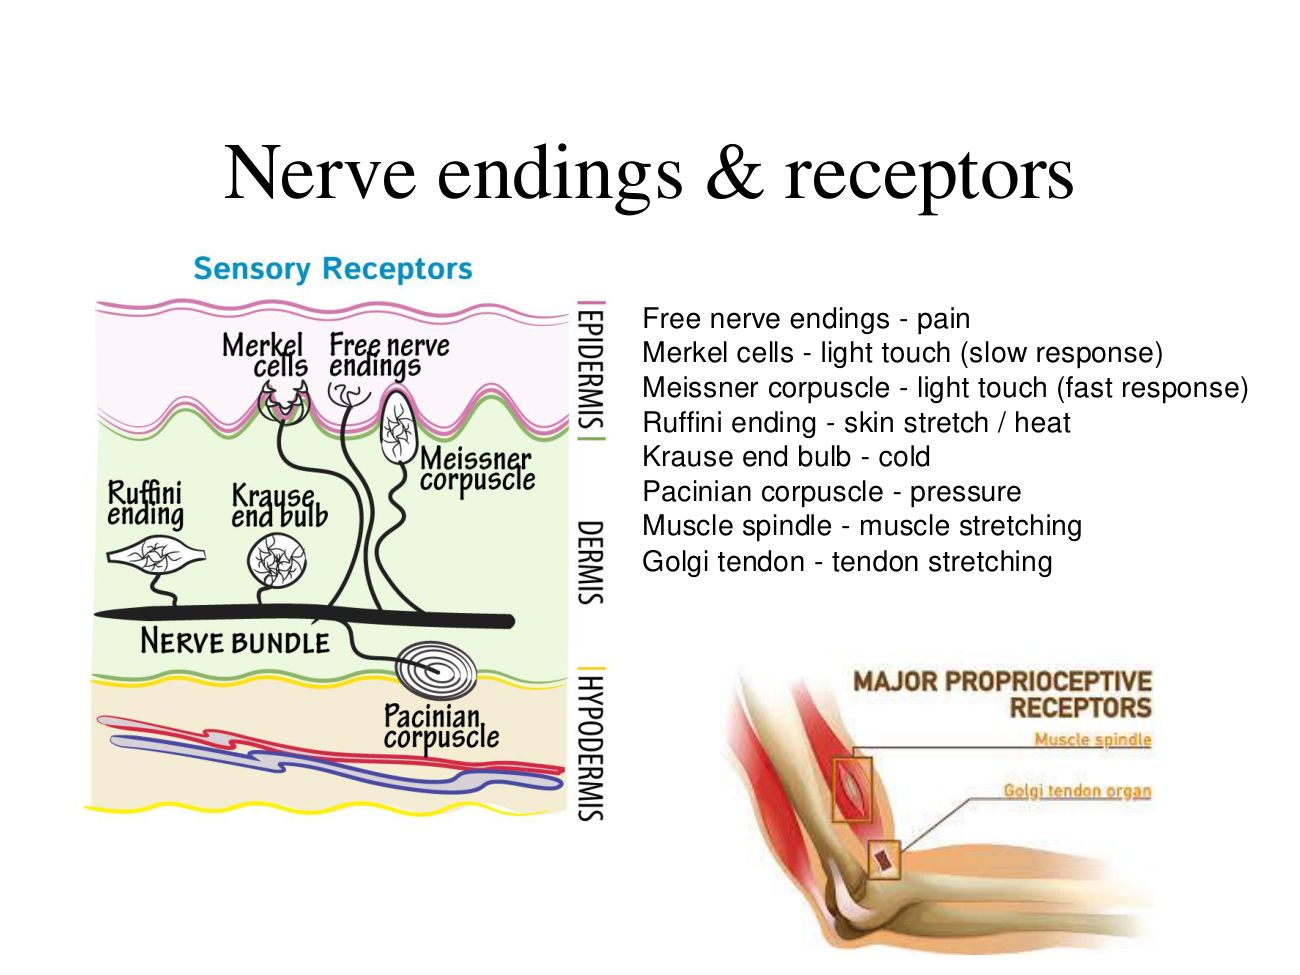 Nerve endings & receptors
Sensory Receptors
Merkel
cells
Free nerve
endings
Meissner
corpuscle
Ruffini
ending
Krause
end bulb
NERVE BUNDLE
Pacinian
corpuscle
EPIDERMIS
DERMIS
HYPODERMIS
Free nerve endings - pain
Merkel cells - light touch (slow response)
Meissner corpuscle - light touch (fast response)
Ruffini ending - skin stretch / heat
Krause end bulb - cold
Pacinian corpuscle - pressure
Muscle spindle - muscle stretching
Golgi tendon - tendon stretching
MAJOR PROPRIOCEPTIVE
RECEPTORS
Muscle spindle
Golgi tendon organ